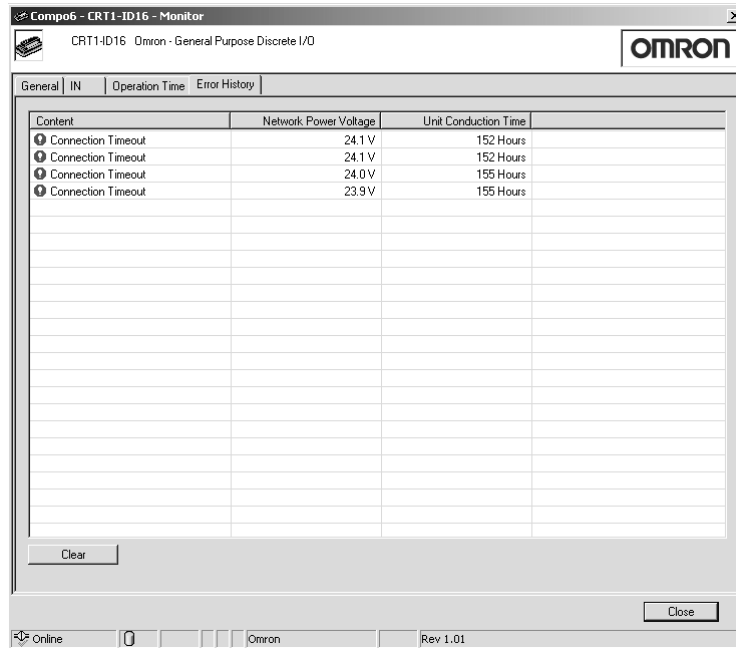 Compo6 - CRT1-ID16 - Monitor
CRT1-ID16 Omron - General Purpose Discrete I/O
OMRON
General IN Operation Time Error History
Content Network Power Voltage Unit Conduction Time
Connection Timeout 24.1 V 152 Hours
Connection Timeout 24.1 V 152 Hours
Connection Timeout 24.0 V 155 Hours
Connection Timeout 23.9 V 155 Hours
Clear
Close
Online Omron Rev 1.01